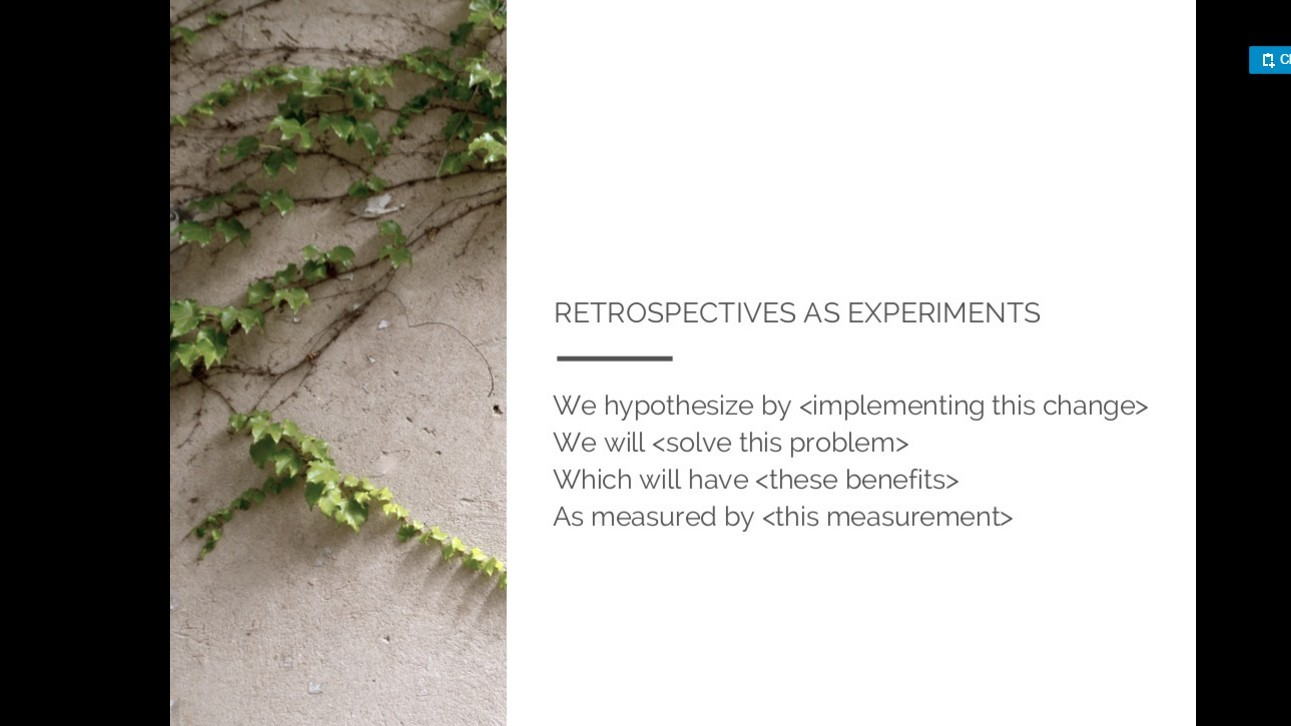 RETROSPECTIVES AS EXPERIMENTS
We hypothesize by <implementing this change>
We will <solve this problem>
Which will have <these benefits>
As measured by <this measurement>